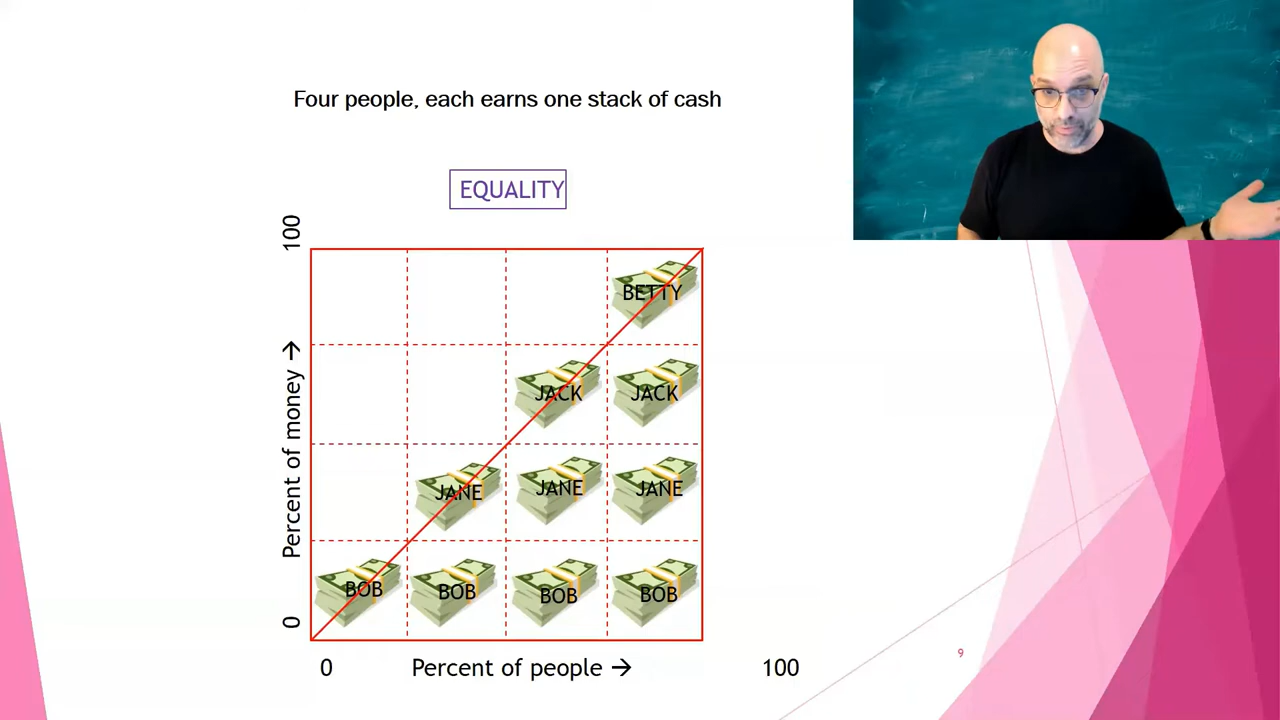 Four people, each earns one stack of cash
EQUALITY
100
Percent of money →
0
BETTY
JACK JACK
JANE JANE JANE
BOB BOB BOB BOB
0 Percent of people → 100
9